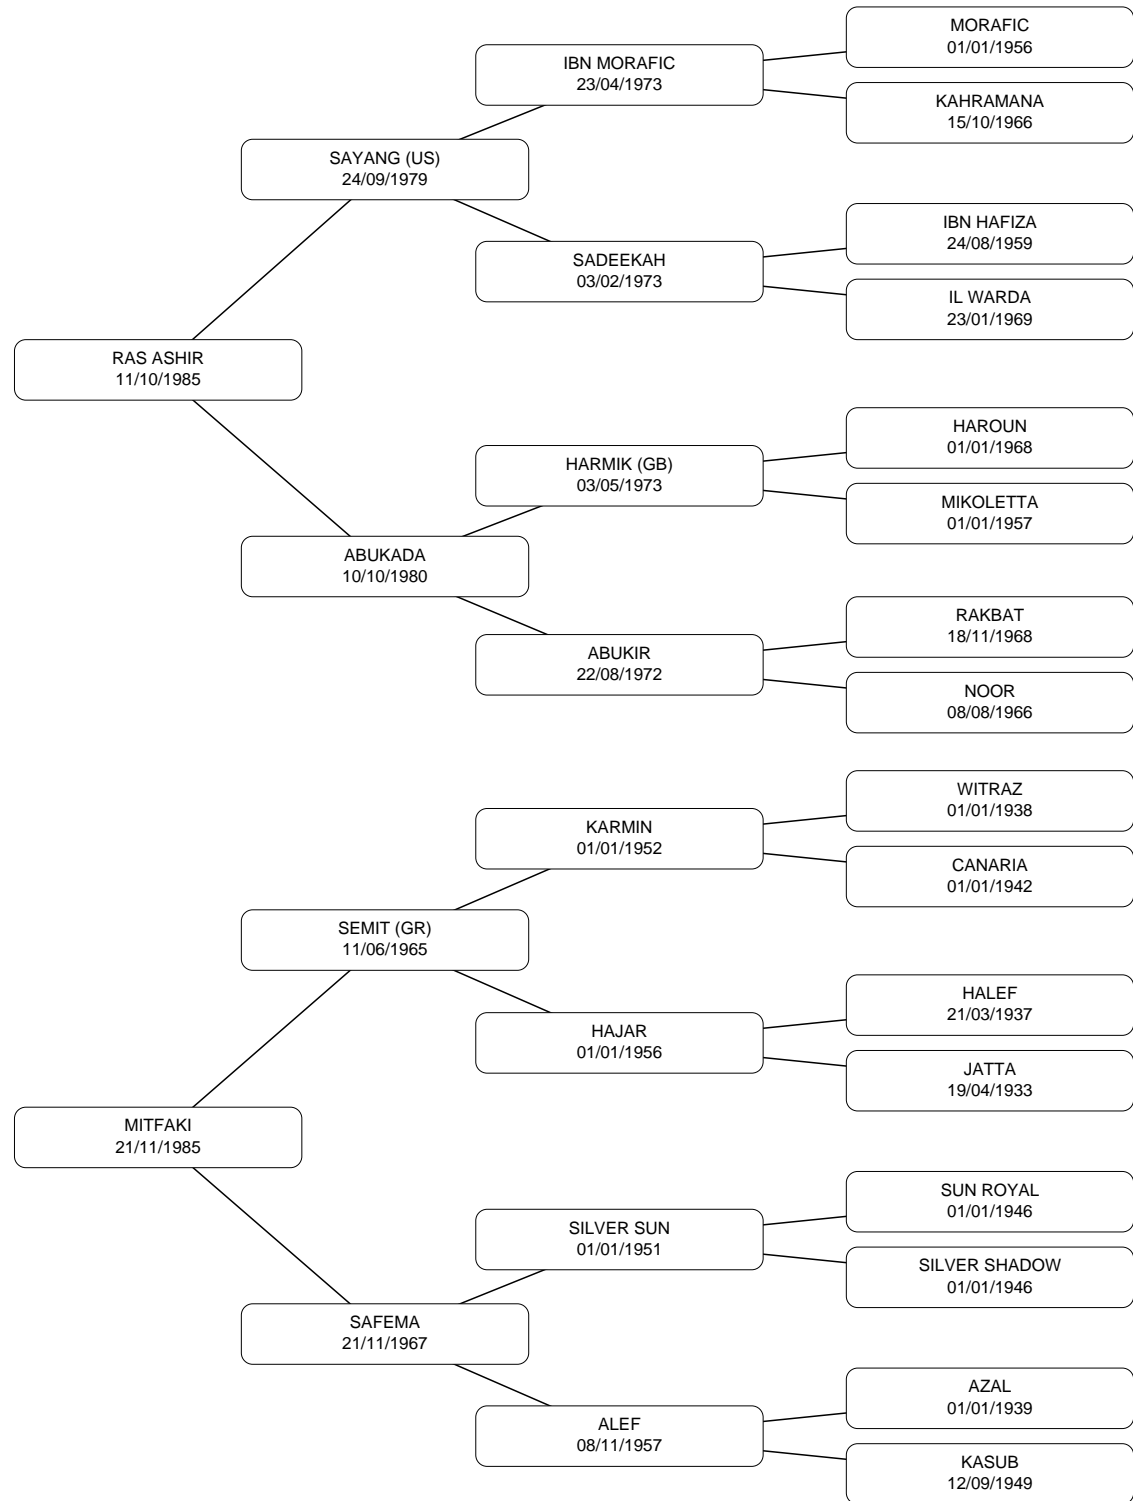 MORAFIC
01/01/1956
IBN MORAFIC
23/04/1973
KAHRAMANA
15/10/1966
SAYANG (US)
24/09/1979
IBN HAFIZA
24/08/1959
SADEEKAH
03/02/1973
IL WARDA
23/01/1969
RAS ASHIR
11/10/1985
HAROUN
01/01/1968
HARMIK (GB)
03/05/1973
MIKOLETTA
01/01/1957
ABUKADA
10/10/1980
RAKBAT
18/11/1968
ABUKIR
22/08/1972
NOOR
08/08/1966
WITRAZ
01/01/1938
KARMIN
01/01/1952
CANARIA
01/01/1942
SEMIT (GR)
11/06/1965
HALEF
21/03/1937
HAJAR
01/01/1956
JATTA
19/04/1933
MITFAKI
21/11/1985
SUN ROYAL
01/01/1946
SILVER SUN
01/01/1951
SILVER SHADOW
01/01/1946
SAFEMA
21/11/1967
AZAL
01/01/1939
ALEF
08/11/1957
KASUB
12/09/1949